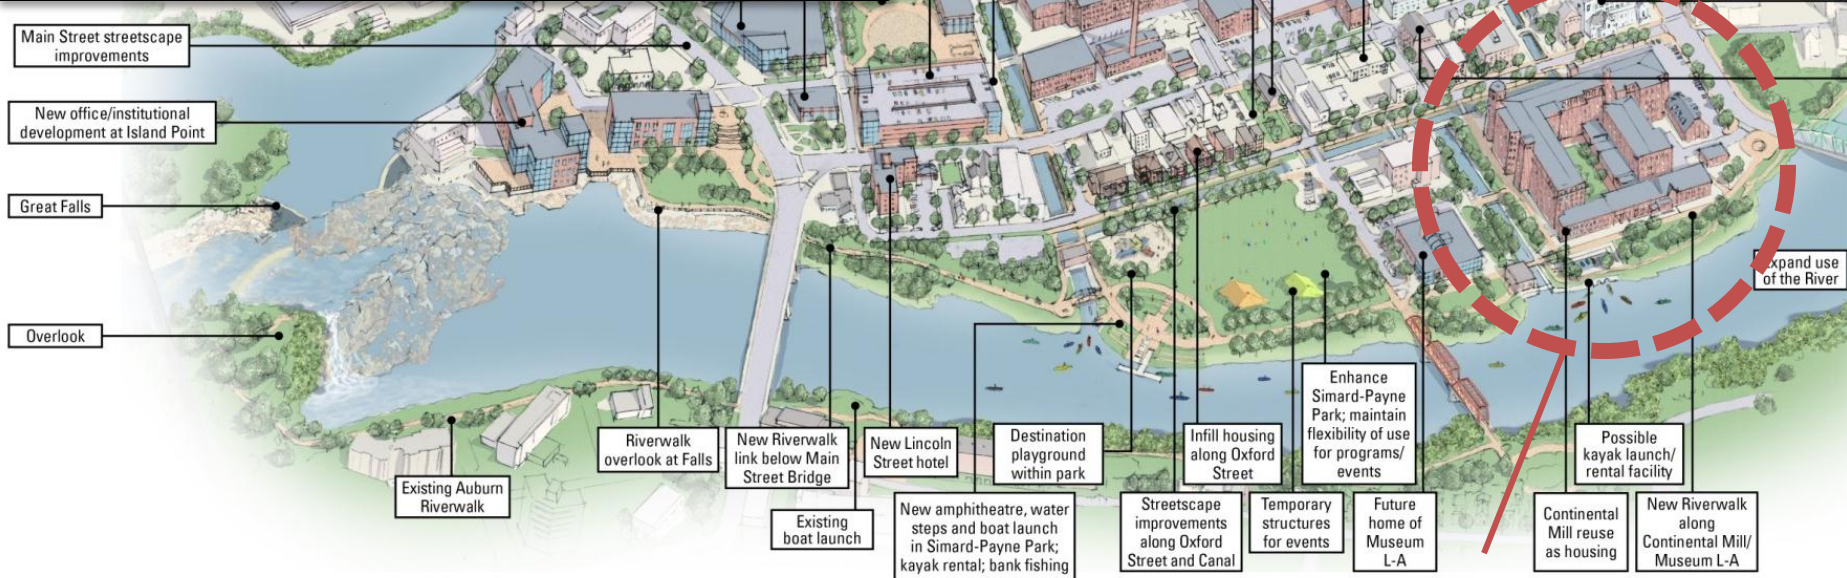 Main Street streetscape
improvements
New office/institutional
development at Island Point
Great Falls
Overlook
Expand use
of the River
Existing Auburn
Riverwalk
Riverwalk
overlook at Falls
New Riverwalk
link below Main
Street Bridge
Existing
boat launch
New Lincoln
Street hotel
New amphitheatre, water
steps and boat launch
in Simard-Payne Park;
kayak rental; bank fishing
Destination
playground
within park
Streetscape
improvements
along Oxford
Street and Canal
Infill housing
along Oxford
Street
Temporary
structures
for events
Enhance
Simard-Payne
Park; maintain
flexibility of use
for programs/
events
Future
home of
Museum
L-A
Continental
Mill reuse
as housing
Possible
kayak launch/
rental facility
New Riverwalk
along
Continental Mill/
Museum L-A